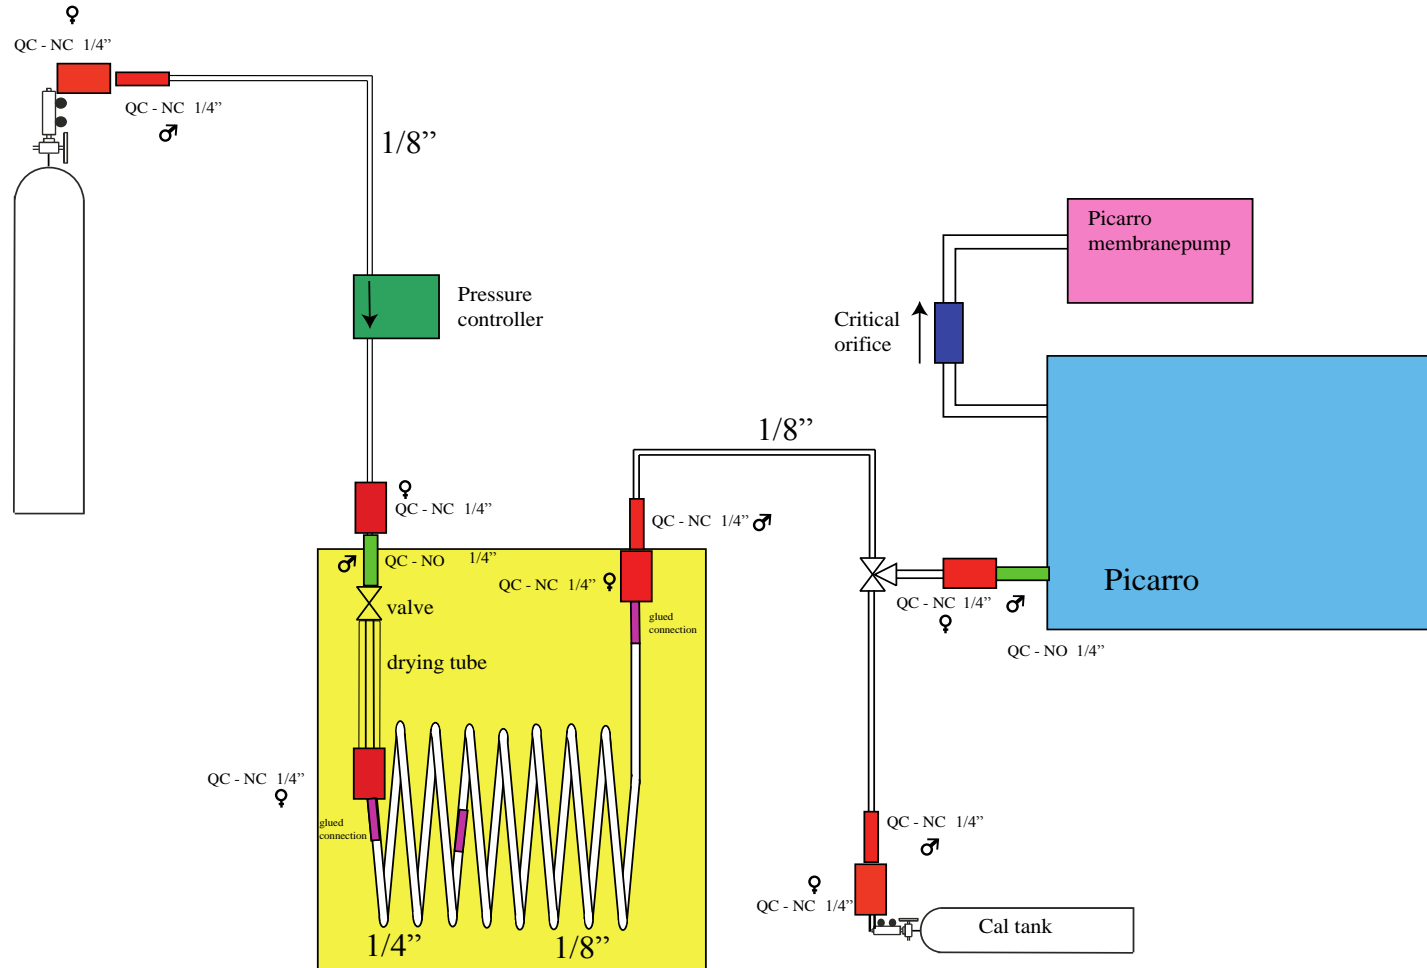 QC - NC 1/4”
QC - NC 1/4”
1/8”
Picarro
membranepump
Pressure
controller
Critical
orifice
1/8”
QC - NC 1/4”
QC - NC 1/4”
QC - NO 1/4”
QC - NC 1/4”
valve
Picarro
QC - NC 1/4”
glued
connection
QC - NO 1/4”
drying tube
QC - NC 1/4”
glued
connection
QC - NC 1/4”
QC - NC 1/4”
Cal tank
1/4”
1/8”